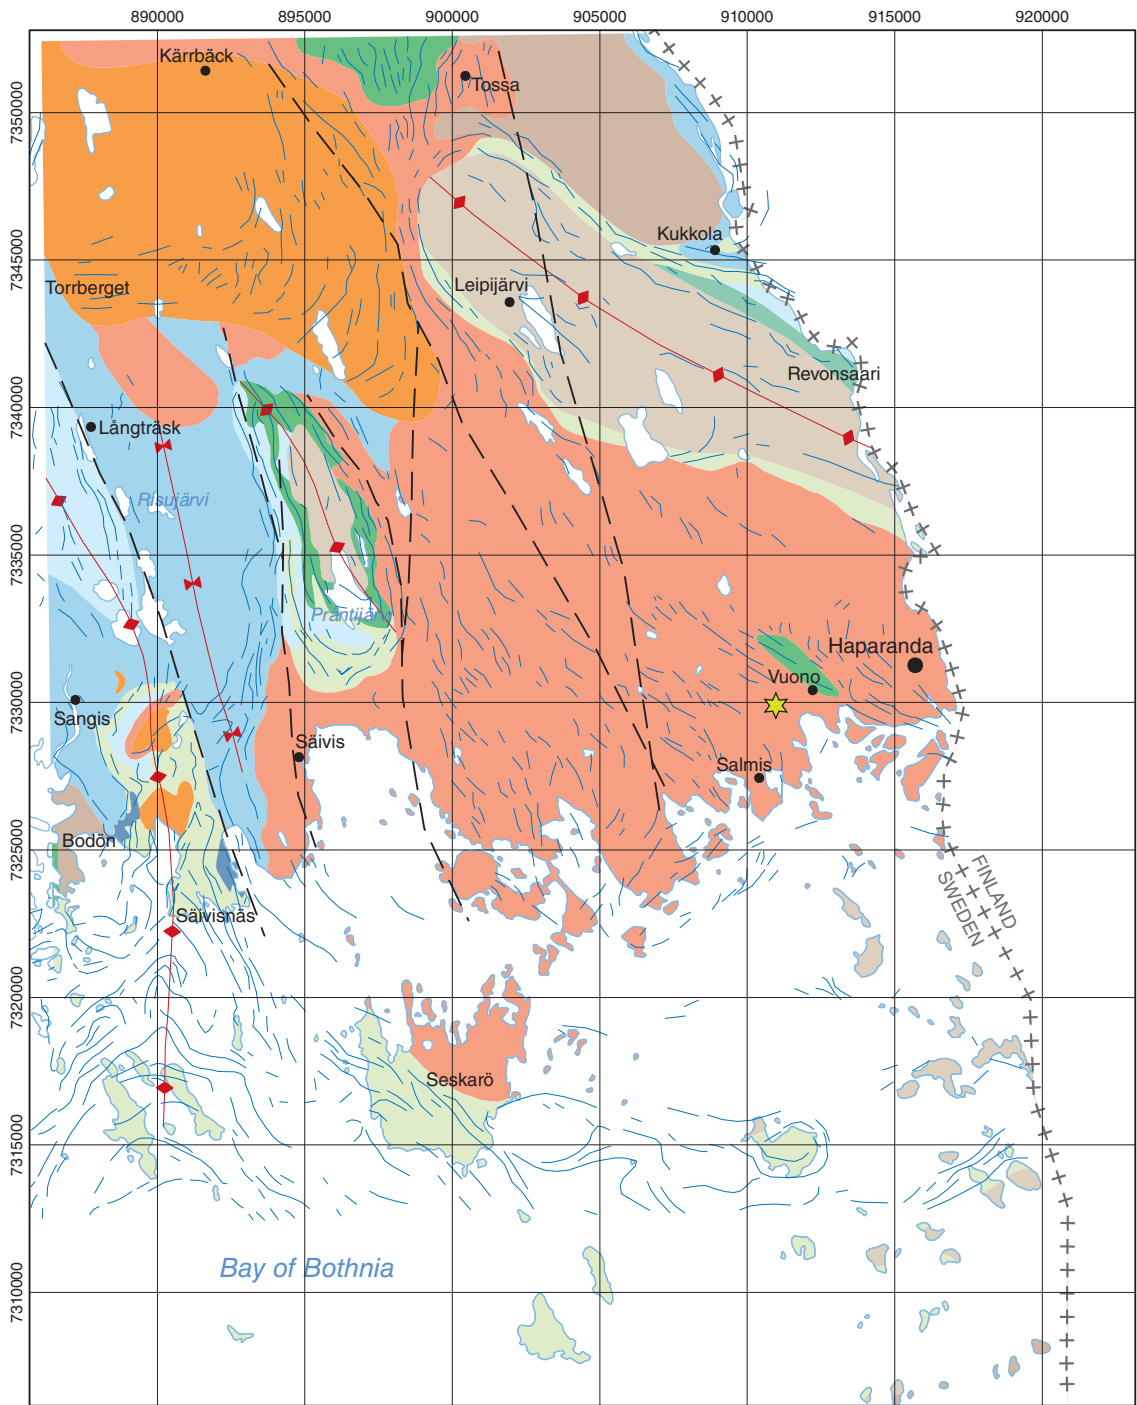 890000
895000
900000
905000
910000
915000
920000
Kärrbäck
Tossa
7350000
Kukkola
7345000
Torrberget
Leipijärvi
Revonsaari
7340000
Långträsk
Risujärvi
7335000
Präntijärvi
Haparanda
Vuono
7330000
Sangis
Säivis
Salmis
Bodön
7325000
FINLAND
SWEDEN
Säivisnäs
7320000
Seskarö
7315000
Bay of Bothnia
7310000